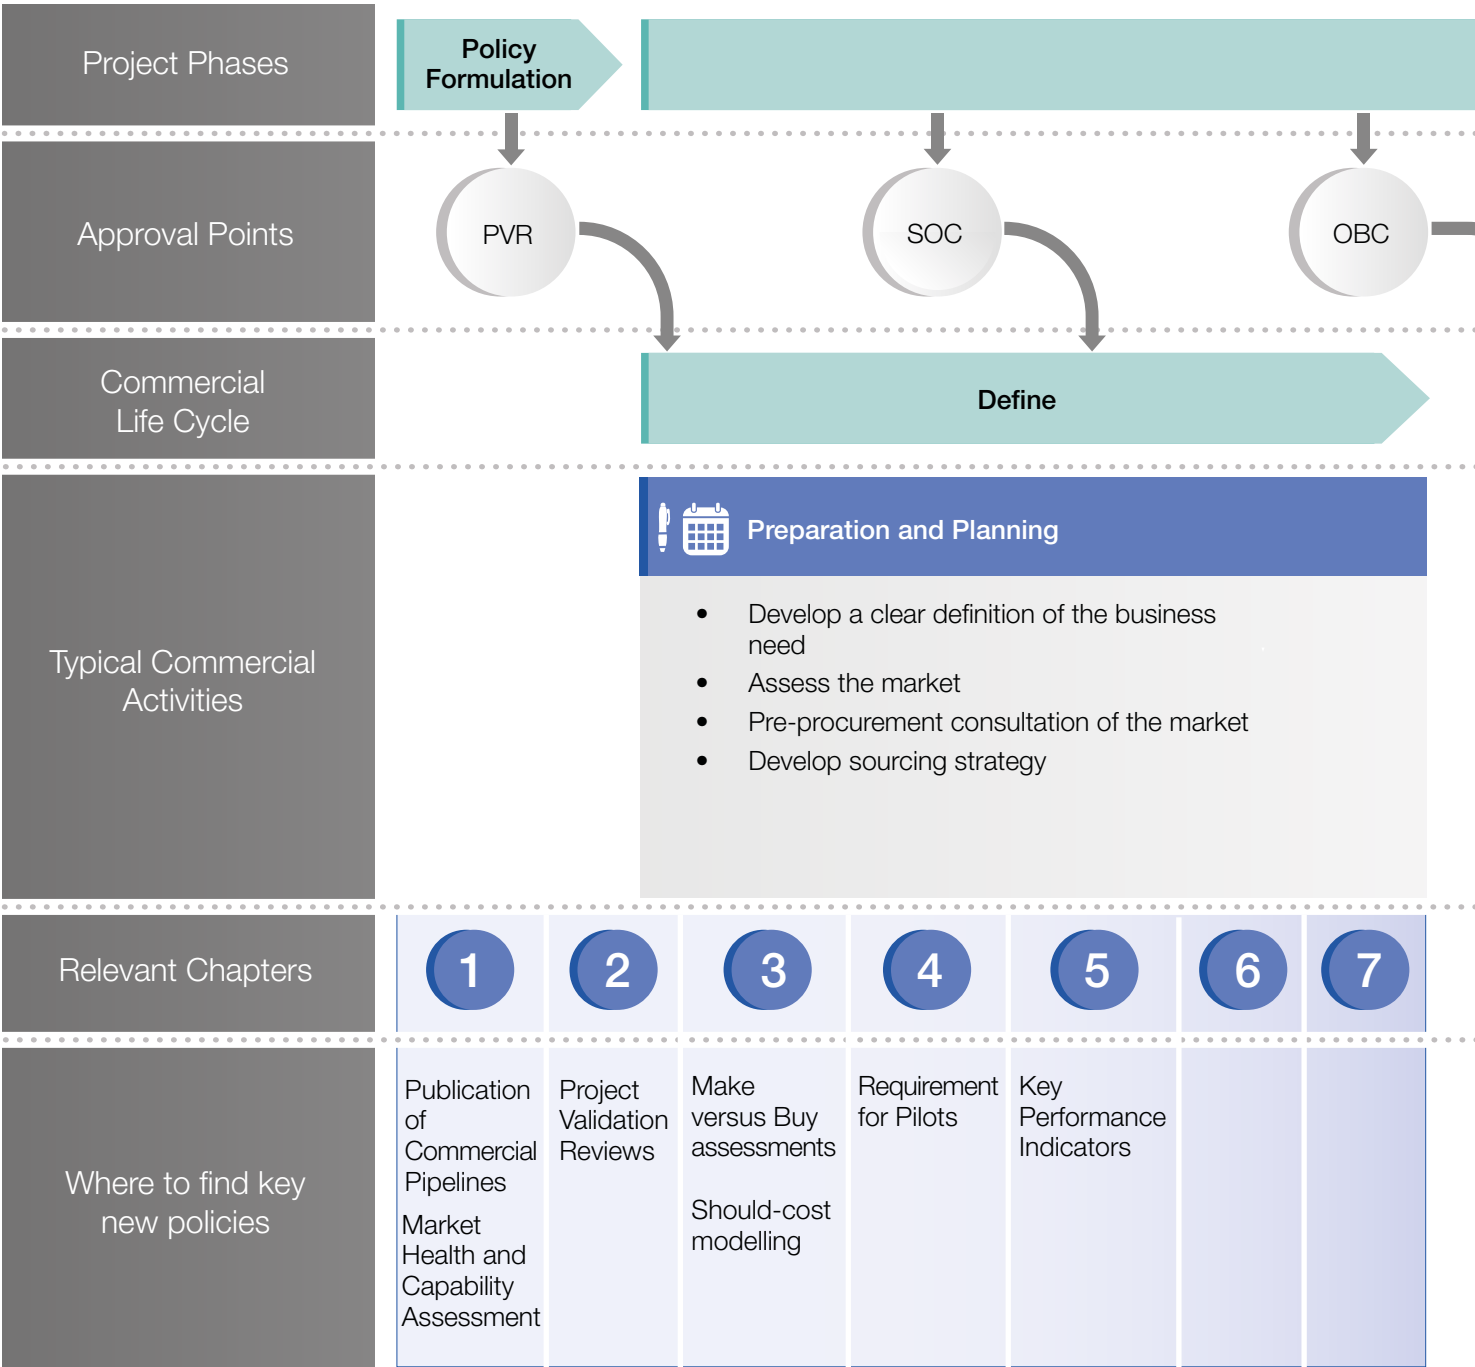 Project Phases
Policy
Formulation
Approval Points
PVR
SOC
OBC
Commercial
Life Cycle
Define
Typical Commercial
Activities
Preparation and Planning
• Develop a clear definition of the business
need
• Assess the market
• Pre-procurement consultation of the market
• Develop sourcing strategy
Relevant Chapters
1
2
3
4
5
6
7
Where to find key
new policies
Publication
of
Commercial
Pipelines
Market
Health and
Capability
Assessment
Project
Validation
Reviews
Make
versus Buy
assessments
Should-cost
modelling
Requirement
for Pilots
Key
Performance
Indicators